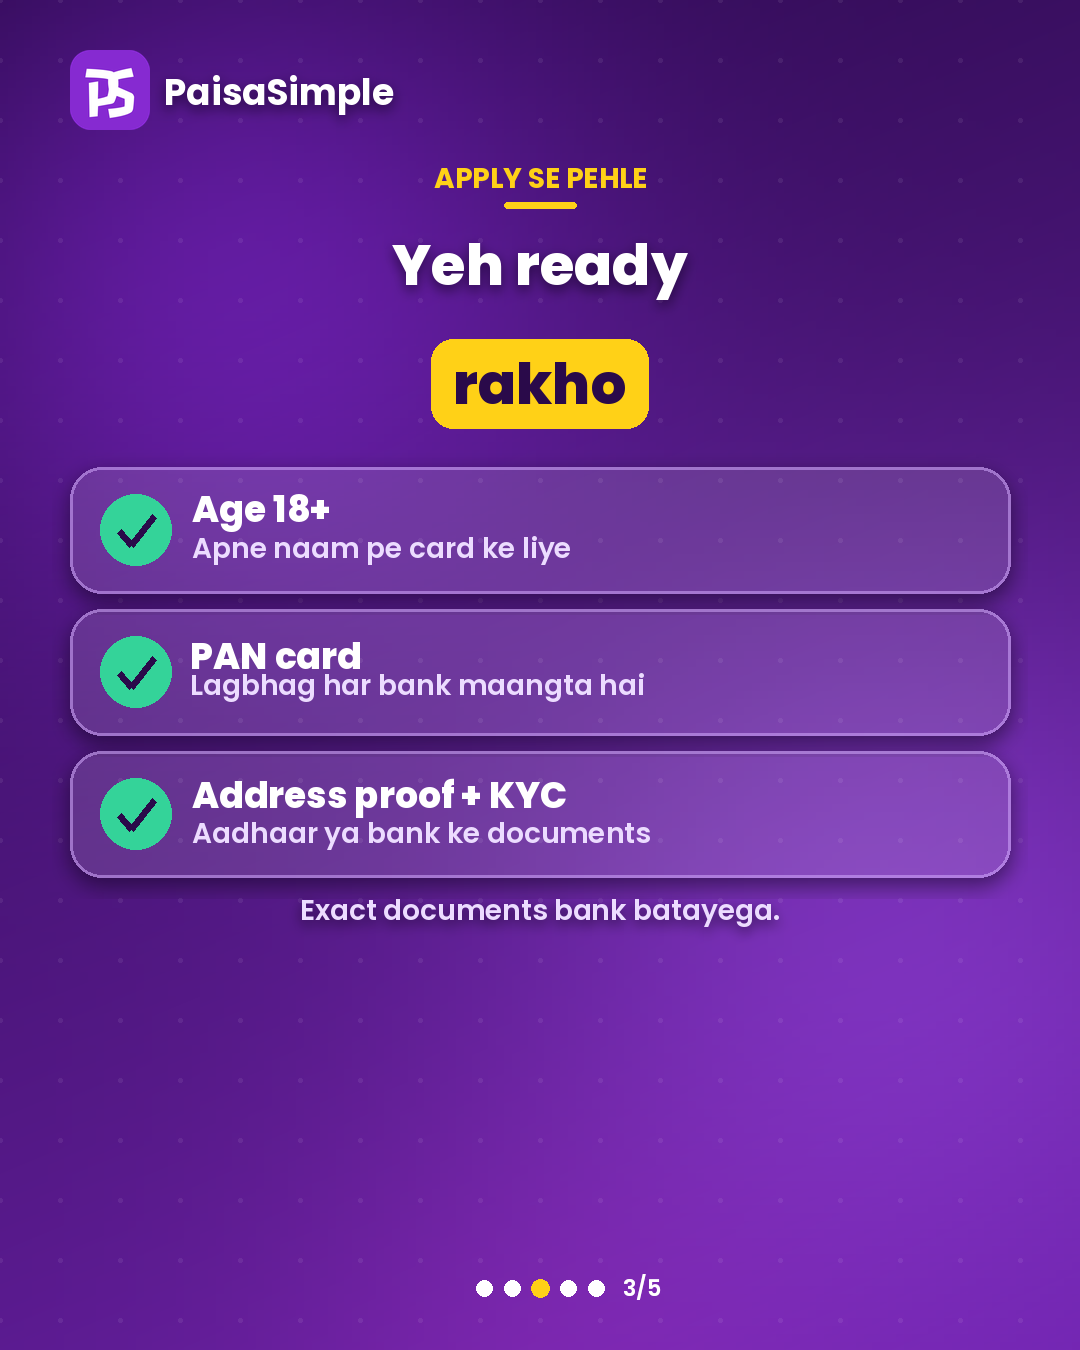 PS PaisaSimple
APPLY SE PEHLE
Yeh ready
rakho
Age 18+
Apne naam pe card ke liye
PAN card
Lagbhag har bank maangta hai
Address proof + KYC
Aadhaar ya bank ke documents
Exact documents bank batayega.
3/5